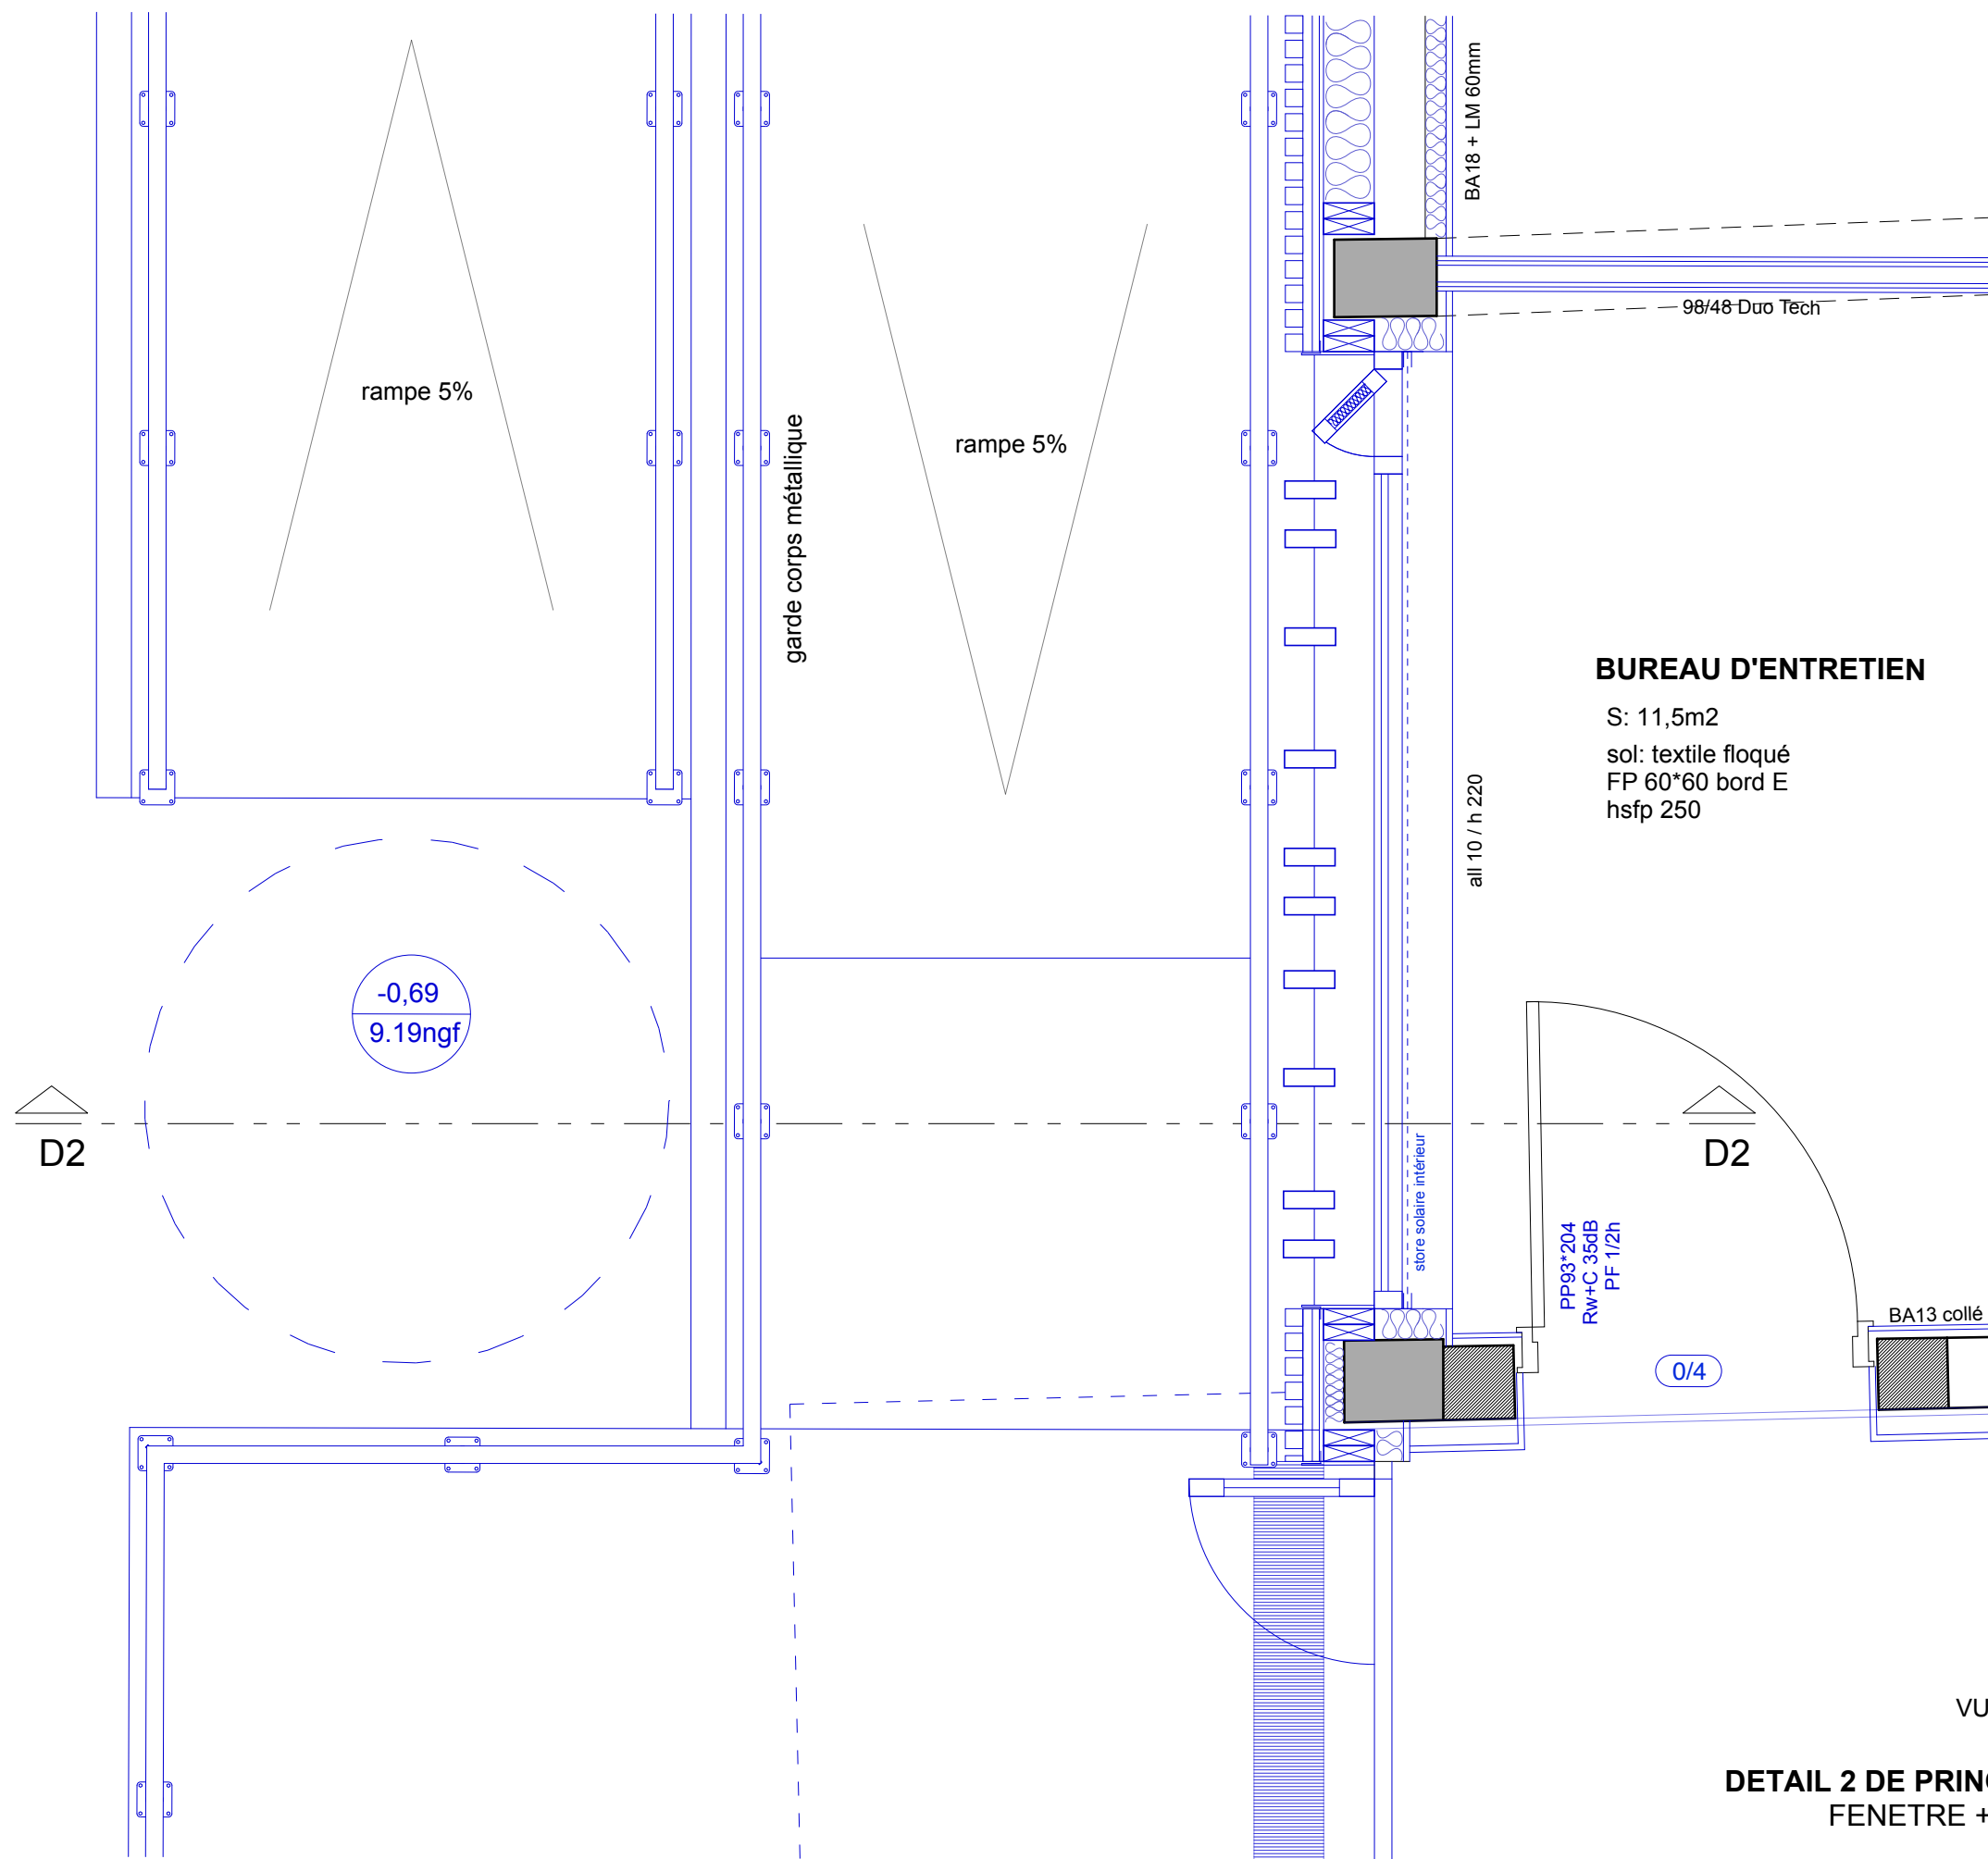 BA18 + LM 60mm
98/48 Duo Tech
rampe 5%
garde corps métallique
rampe 5%
BUREAU D'ENTRETIEN
S: 11,5m2
sol: textile floqué
FP 60*60 bord E
hsfp 250
all 10 / h 220
-0,69
9.19ngf
D2
D2
store solaire intérieur
PP93*204
Rw+C 35dB
PF 1/2h
BA13 collé
0/4
VU
DETAIL 2 DE PRIN
FENETRE +